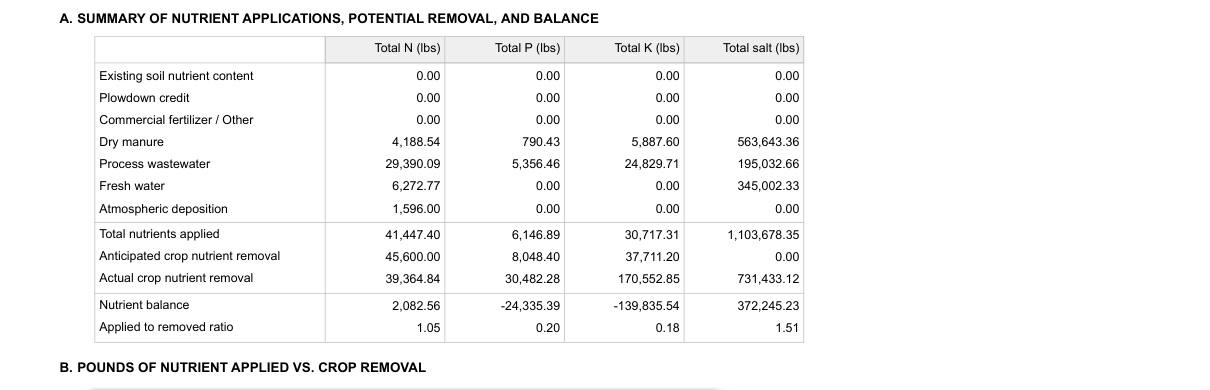 A. SUMMARY OF NUTRIENT APPLICATIONS, POTENTIAL REMOVAL, AND BALANCE
Total N (lbs) Total P (lbs) Total K (lbs) Total salt (lbs)
Existing soil nutrient content 0.00 0.00 0.00 0.00
Plowdown credit 0.00 0.00 0.00 0.00
Commercial fertilizer / Other 0.00 0.00 0.00 0.00
Dry manure 4,188.54 790.43 5,887.60 563,643.36
Process wastewater 29,390.09 5,356.46 24,829.71 195,032.66
Fresh water 6,272.77 0.00 0.00 345,002.33
Atmospheric deposition 1,596.00 0.00 0.00 0.00
Total nutrients applied 41,447.40 6,146.89 30,717.31 1,103,678.35
Anticipated crop nutrient removal 45,600.00 8,048.40 37,711.20 0.00
Actual crop nutrient removal 39,364.84 30,482.28 170,552.85 731,433.12
Nutrient balance 2,082.56 -24,335.39 -139,835.54 372,245.23
Applied to removed ratio 1.05 0.20 0.18 1.51
B. POUNDS OF NUTRIENT APPLIED VS. CROP REMOVAL